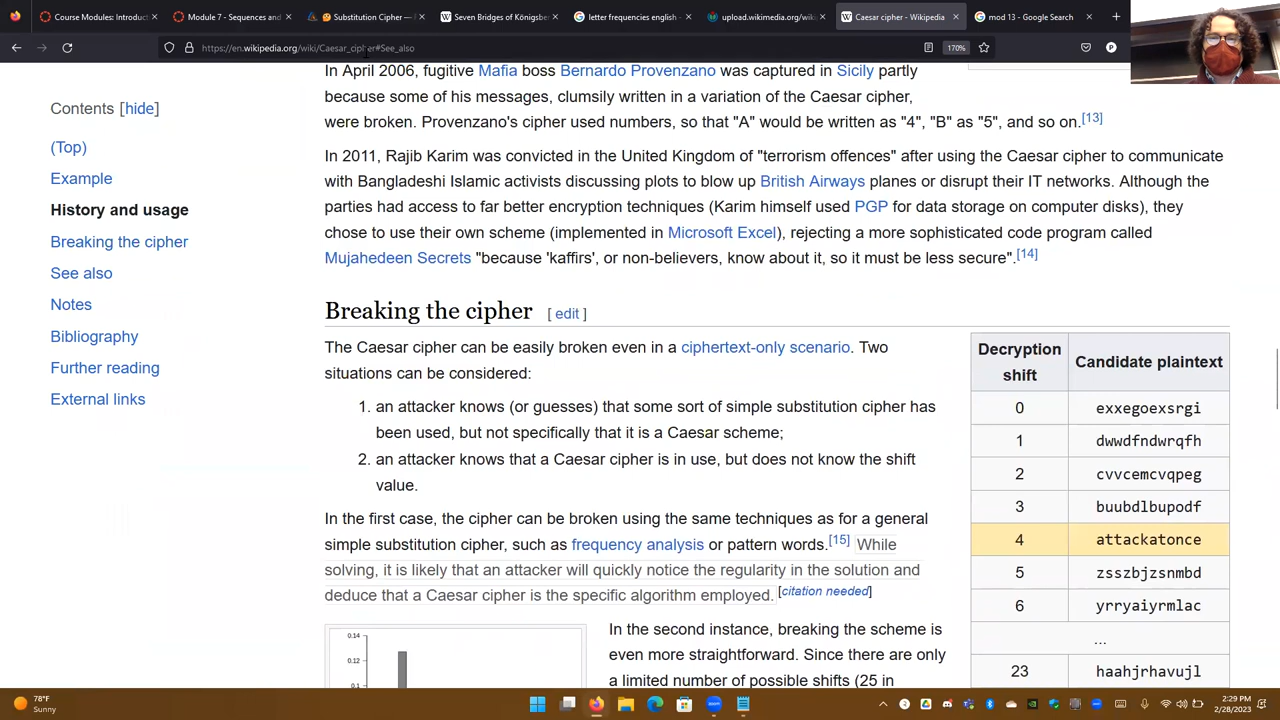 Course Modules: Introduct
Module 7 - Sequences and
Substitution Cipher —
Seven Bridges of Königsber
letter frequencies english -
upload.wikimedia.org/wiki
Caesar cipher - Wikipedia
mod 13 - Google Search
https://en.wikipedia.org/wiki/Caesar_cipher#See_also
170%
Contents [hide]
(Top)
Example
History and usage
Breaking the cipher
See also
Notes
Bibliography
Further reading
External links
In April 2006, fugitive Mafia boss Bernardo Provenzano was captured in Sicily partly
because some of his messages, clumsily written in a variation of the Caesar cipher,
were broken. Provenzano's cipher used numbers, so that "A" would be written as "4", "B" as "5", and so on.[13]
In 2011, Rajib Karim was convicted in the United Kingdom of "terrorism offences" after using the Caesar cipher to communicate
with Bangladeshi Islamic activists discussing plots to blow up British Airways planes or disrupt their IT networks. Although the
parties had access to far better encryption techniques (Karim himself used PGP for data storage on computer disks), they
chose to use their own scheme (implemented in Microsoft Excel), rejecting a more sophisticated code program called
Mujahedeen Secrets "because 'kaffirs', or non-believers, know about it, so it must be less secure".[14]
Breaking the cipher [ edit ]
The Caesar cipher can be easily broken even in a ciphertext-only scenario. Two
situations can be considered:
1. an attacker knows (or guesses) that some sort of simple substitution cipher has
been used, but not specifically that it is a Caesar scheme;
2. an attacker knows that a Caesar cipher is in use, but does not know the shift
value.
In the first case, the cipher can be broken using the same techniques as for a general
simple substitution cipher, such as frequency analysis or pattern words.[15] While
solving, it is likely that an attacker will quickly notice the regularity in the solution and
deduce that a Caesar cipher is the specific algorithm employed.[citation needed]
0.14
0.12
0.1
In the second instance, breaking the scheme is
even more straightforward. Since there are only
a limited number of possible shifts (25 in
Decryption shift Candidate plaintext
0 exxegoexsrgi
1 dwwdfndwrqfh
2 cvvcemcvqpeg
3 buubdlbupodf
4 attackatonce
5 zsszbjzsnmbd
6 yrryaiyrmlac
...
23 haahjrhavujl
78°F
Sunny
2:29 PM
2/28/2023